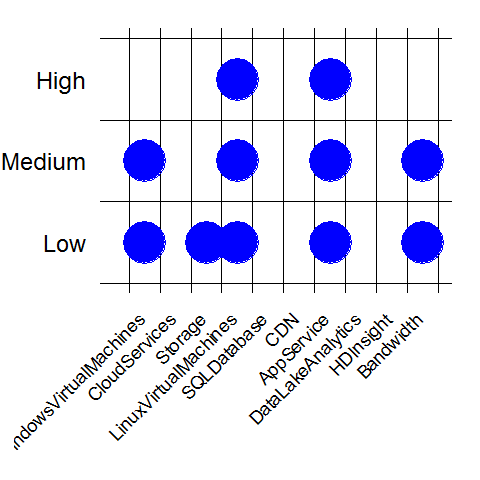 High
Medium
Low
ndowsVirtualMachines
CloudServices
Storage
LinuxVirtualMachines
SQLDatabase
CDN
AppService
DataLakeAnalytics
HDInsight
Bandwidth